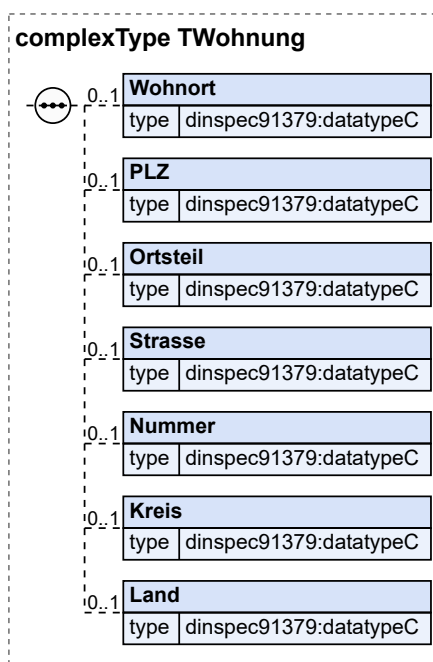 complexType TWohnung
0..1 Wohnort
type dinspec91379:datatypeC
0..1 PLZ
type dinspec91379:datatypeC
0..1 Ortsteil
type dinspec91379:datatypeC
0..1 Strasse
type dinspec91379:datatypeC
0..1 Nummer
type dinspec91379:datatypeC
0..1 Kreis
type dinspec91379:datatypeC
0..1 Land
type dinspec91379:datatypeC